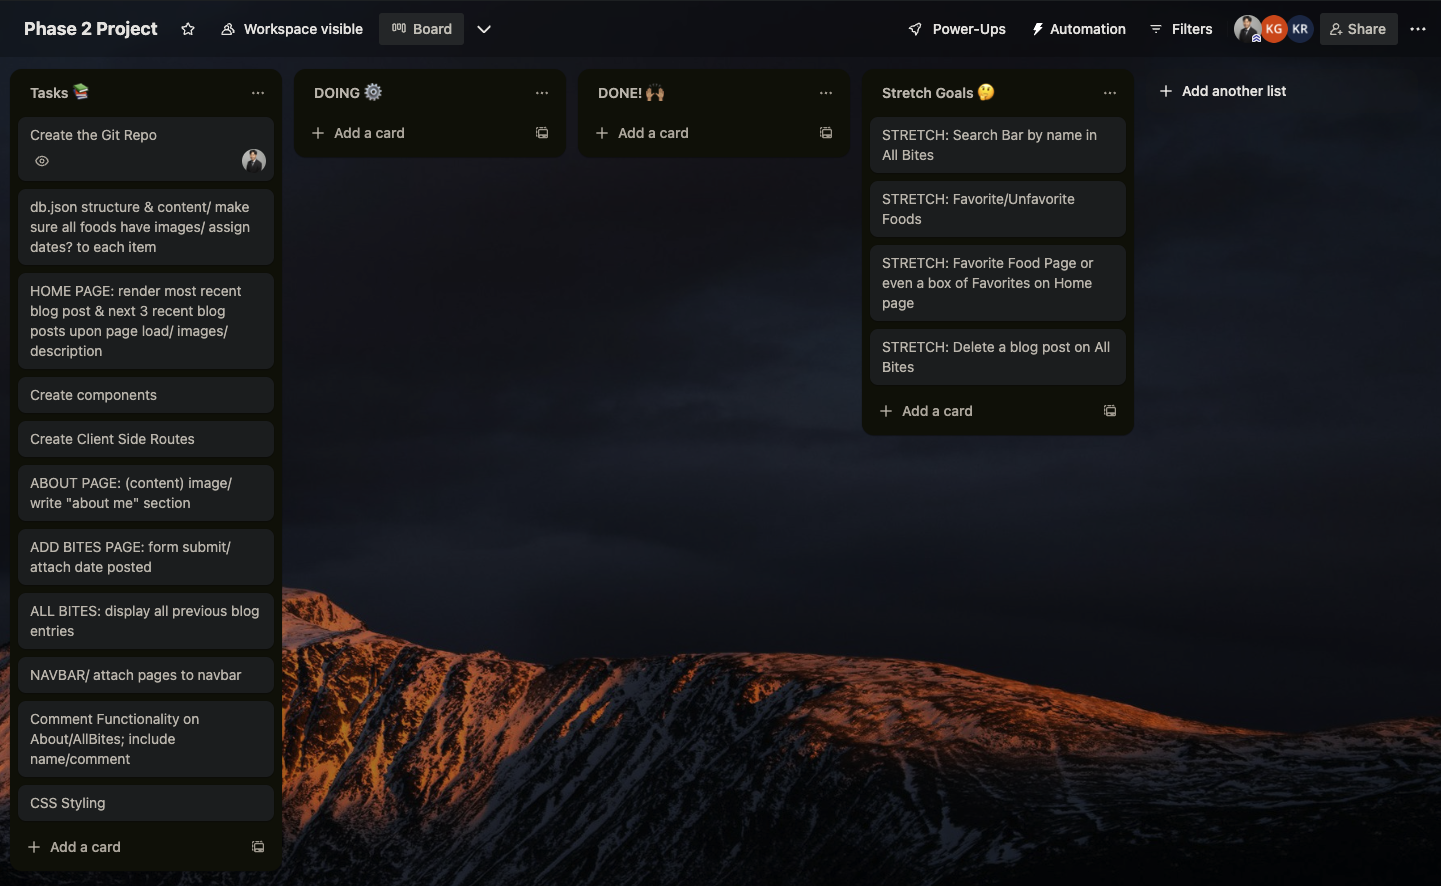 Phase 2 Project
Workspace visible
Board
Power-Ups
Automation
Filters
KG
KR
Share
Tasks 📚
Create the Git Repo
db.json structure & content/ make
sure all foods have images/ assign
dates? to each item
HOME PAGE: render most recent
blog post & next 3 recent blog
posts upon page load/ images/
description
Create components
Create Client Side Routes
ABOUT PAGE: (content) image/
write "about me" section
ADD BITES PAGE: form submit/
attach date posted
ALL BITES: display all previous blog
entries
NAVBAR/ attach pages to navbar
Comment Functionality on
About/AllBites; include
name/comment
CSS Styling
Add a card
DOING ⚙️
Add a card
DONE! 🙌🏽
Add a card
Stretch Goals 🤔
STRETCH: Search Bar by name in
All Bites
STRETCH: Favorite/Unfavorite
Foods
STRETCH: Favorite Food Page or
even a box of Favorites on Home
page
STRETCH: Delete a blog post on All
Bites
Add a card
Add another list